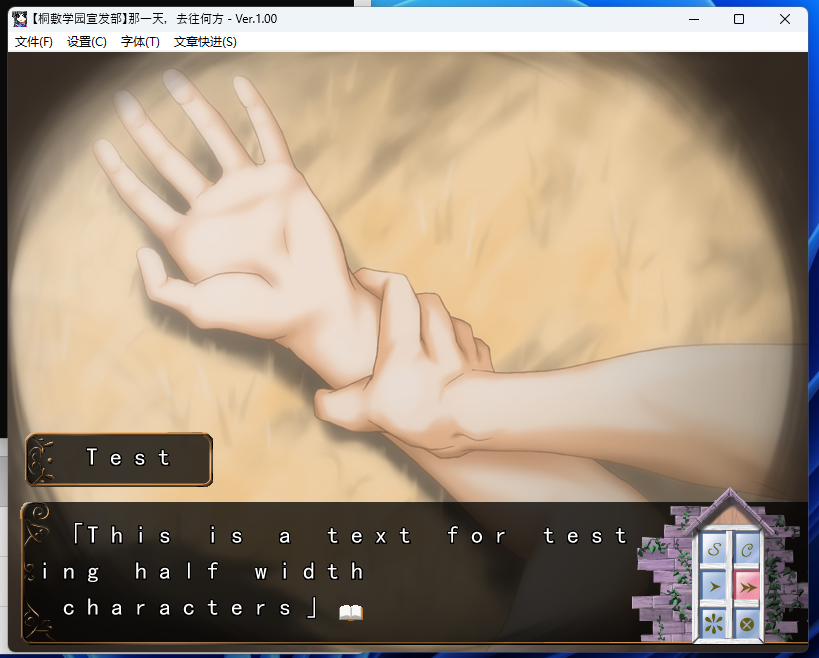 【桐敷学园宣发部】那一天，去往何方 - Ver.1.00
文件(F) 设置(C) 字体(T) 文章快进(S)
Test
「This is a text for test
ing half width
characters」
S C